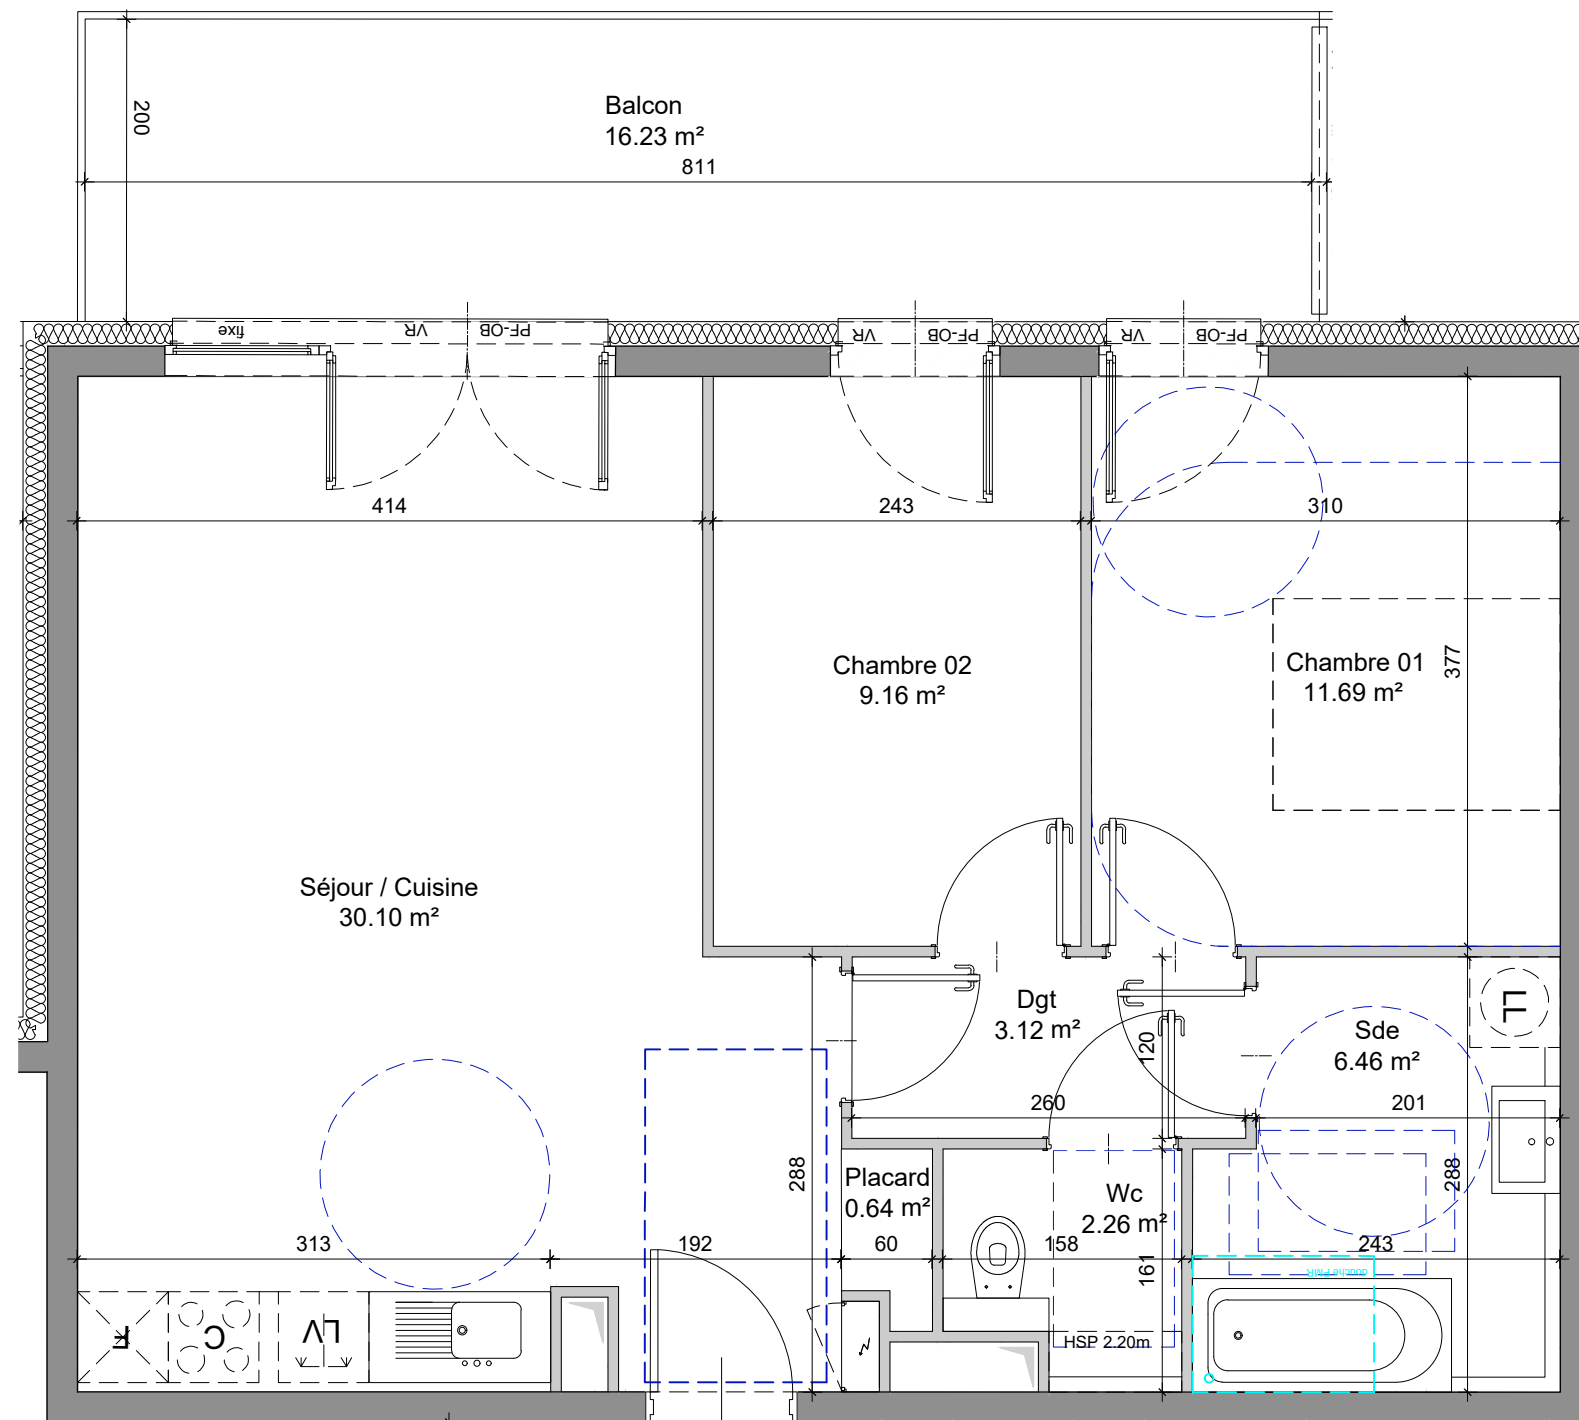 Balcon
16.23 m²
200
811
fixe
VR
PF-OB
VR
PF-OB
VR
PF-OB
414
243
310
Chambre 02
9.16 m²
Chambre 01
11.69 m²
377
Séjour / Cuisine
30.10 m²
Dgt
3.12 m²
120
LL
Sde
6.46 m²
260
201
288
Placard
0.64 m²
Wc
2.26 m²
288
313
192
60
158
161
243
douche PMR
F
C
LV
HSP 2.20m